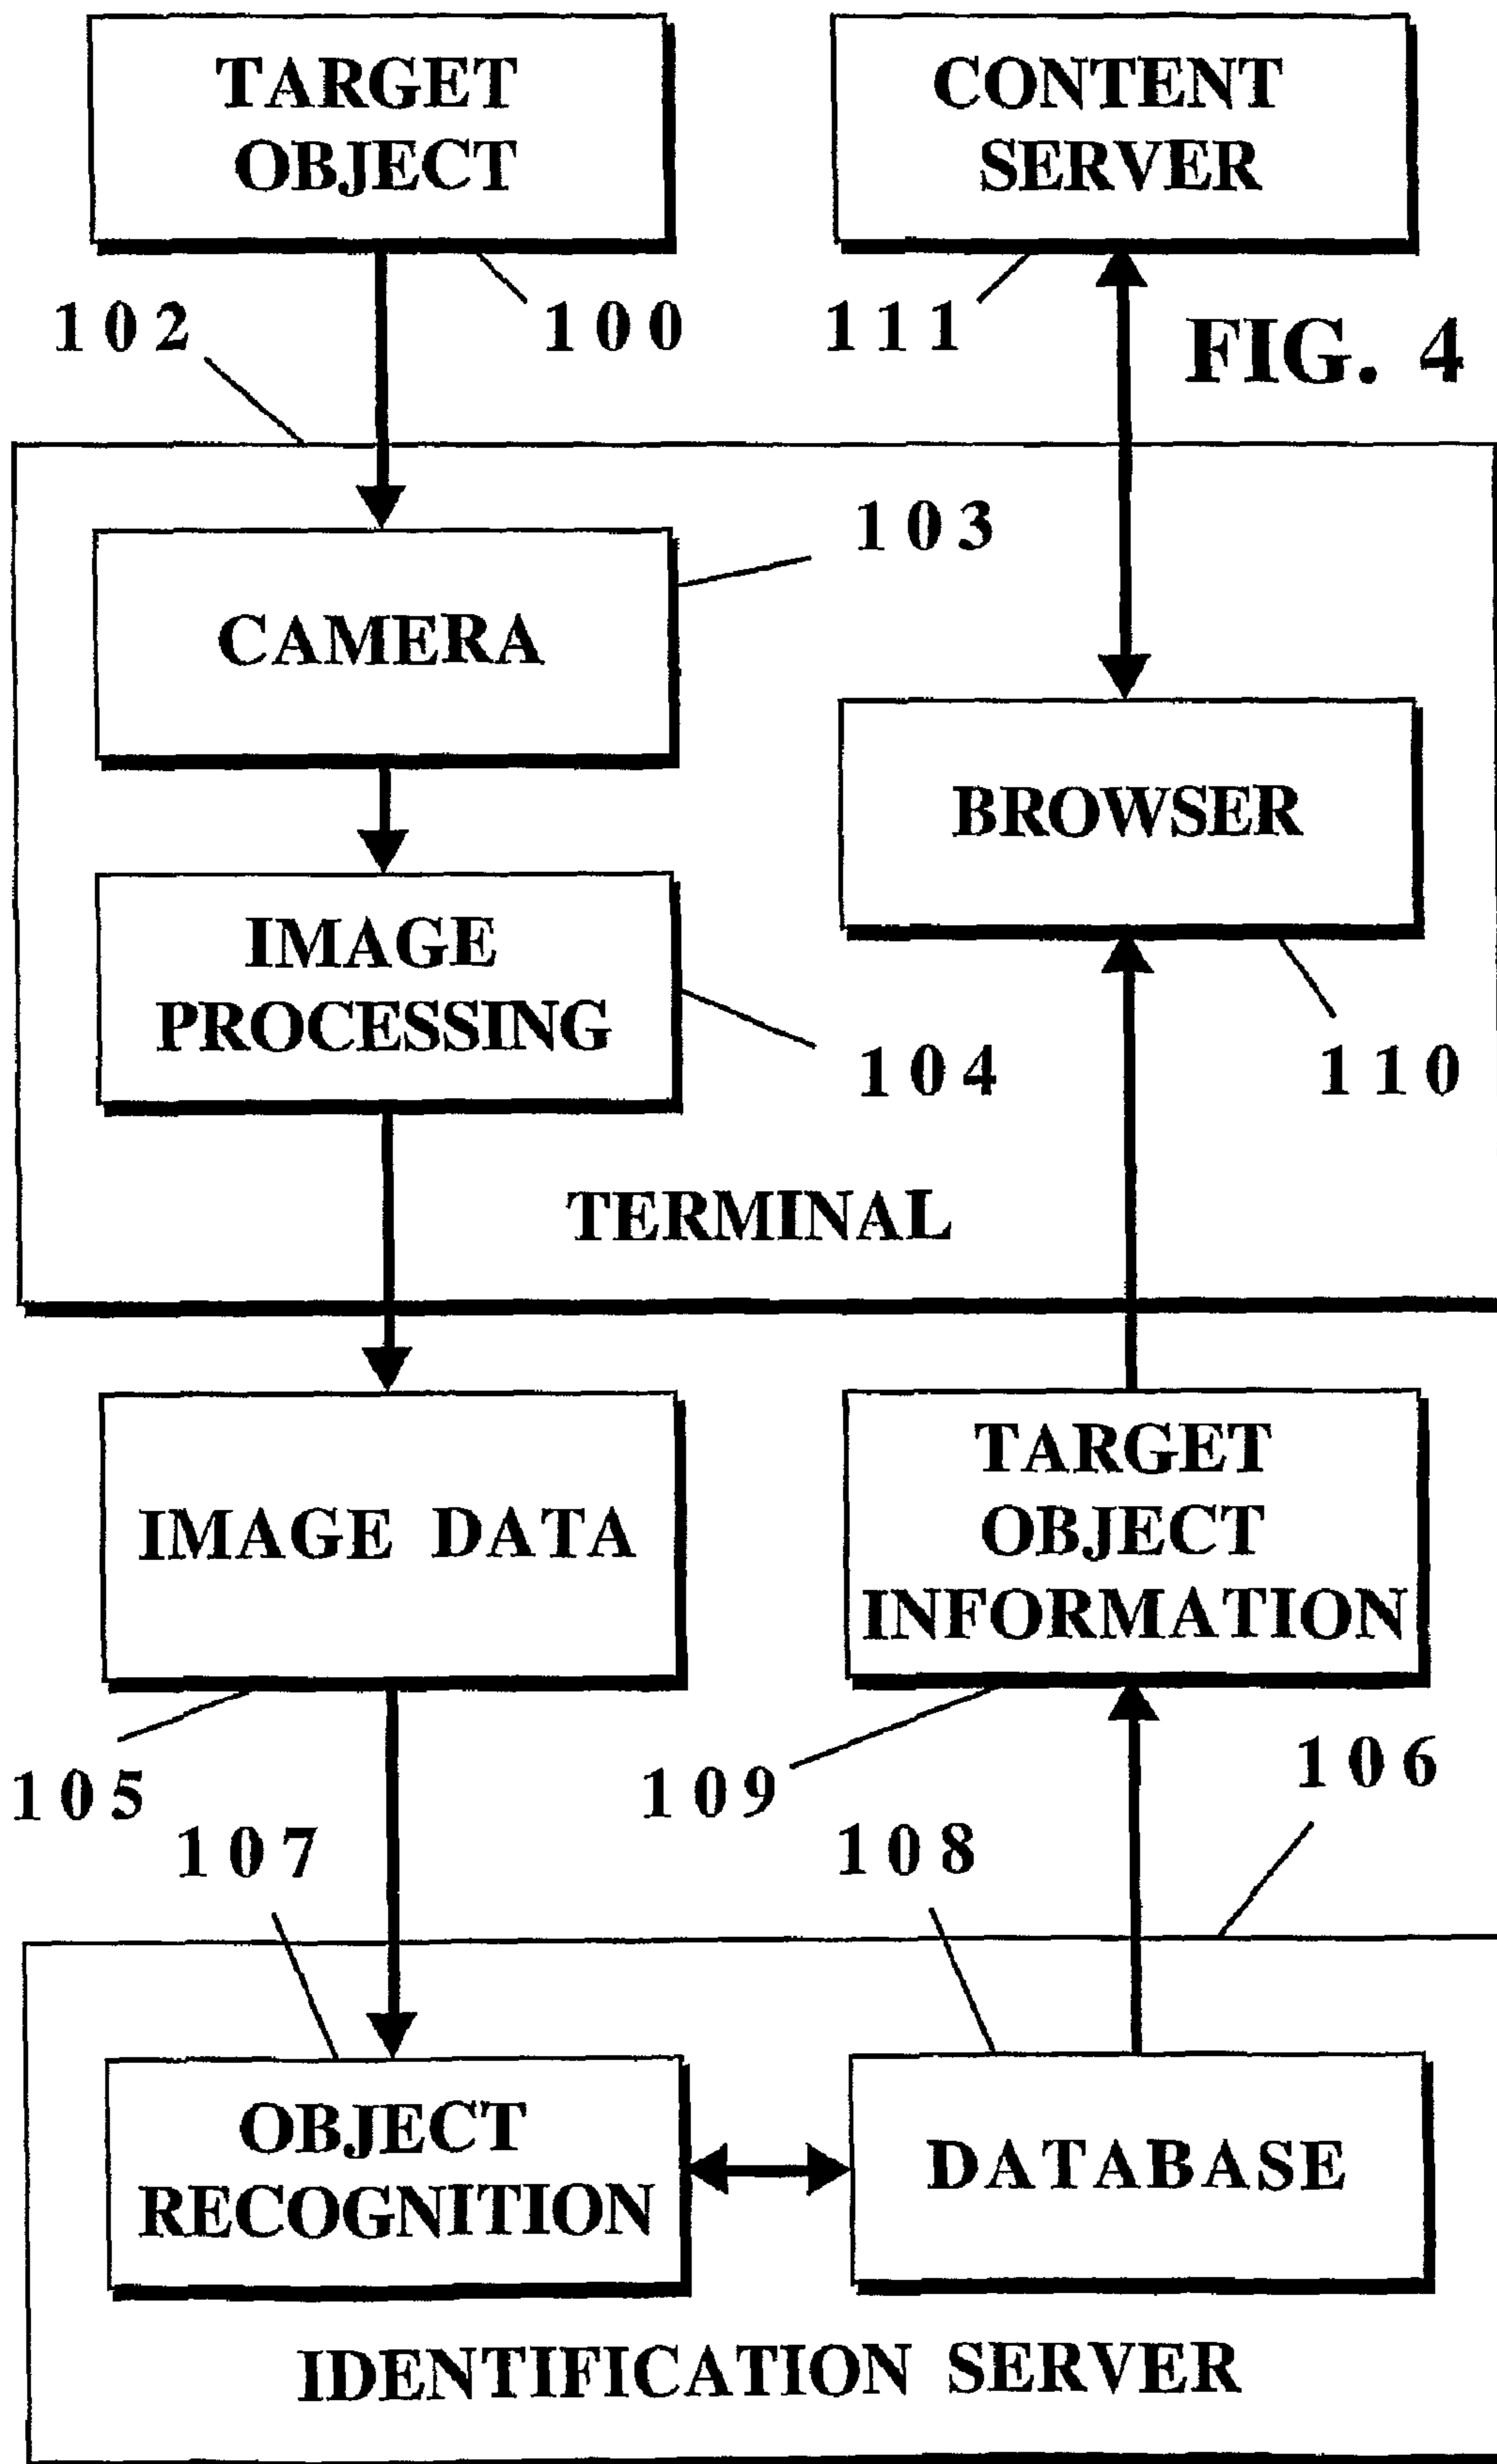 TARGET
OBJECT
CONTENT
SERVER
102
100
111
FIG. 4
103
CAMERA
BROWSER
IMAGE
PROCESSING
104
110
TERMINAL
IMAGE DATA
TARGET
OBJECT
INFORMATION
105
109
106
107
108
OBJECT
RECOGNITION
DATABASE
IDENTIFICATION SERVER